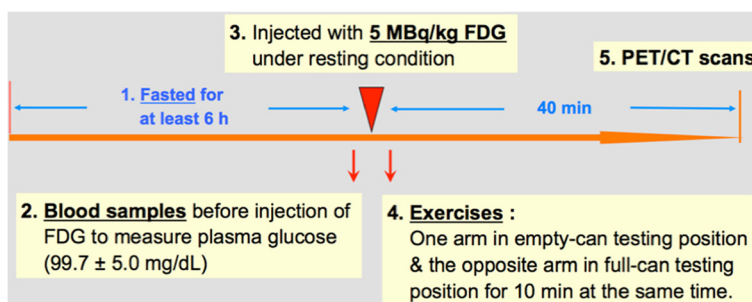 3. Injected with 5 MBq/kg FDG
under resting condition
5. PET/CT scans
1. Fasted for
at least 6 h
40 min
2. Blood samples before injection of
FDG to measure plasma glucose
(99.7 ± 5.0 mg/dL)
4. Exercises :
One arm in empty-can testing position
& the opposite arm in full-can testing
position for 10 min at the same time.